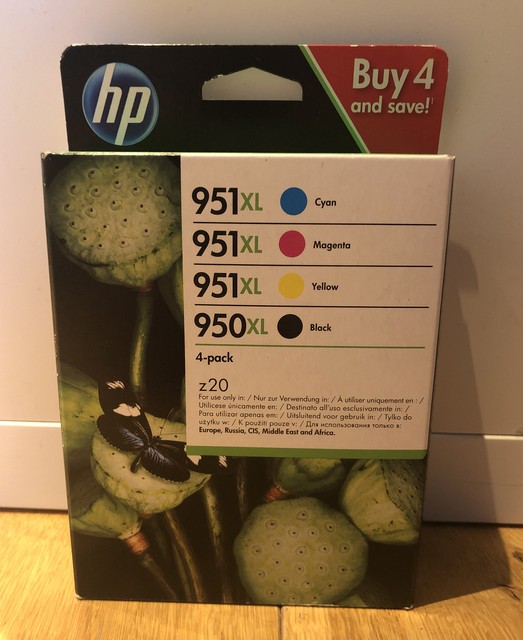 hp
Buy 4
and save!¹
951XL Cyan
951XL Magenta
951XL Yellow
950XL Black
4-pack
z20
For use only in: / Nur zur Verwendung in: / À utiliser uniquement en : /
Utilícese únicamente en: / Destinato all'uso esclusivamente in: /
Para utilizar apenas em: / Uitsluitend voor gebruik in: / Tylko do
użytku w: / K použití pouze v: / Для использования только в:
Europe, Russia, CIS, Middle East and Africa.